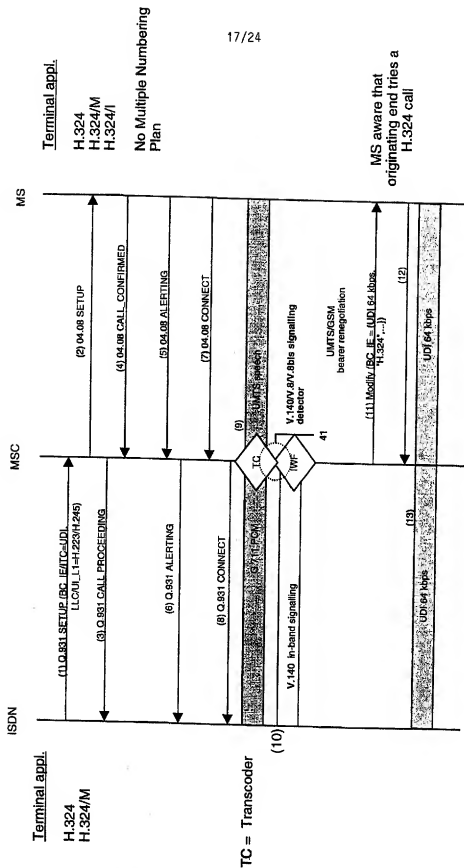 17/24
ISDN
MSC
MS
Terminal appl.
H.324
H.324/M
Terminal appl.
H.324
H.324/M
H.324/I
No Multiple Numbering
Plan
(1) Q.931 SETUP (BC_IE/ITC=UDI,
LLC/UI_L1=H.223/H.245)
(2) 04.08 SETUP
(3) Q.931 CALL PROCEEDING
(4) 04.08 CALL_CONFIRMED
(5) 04.08 ALERTING
(6) Q.931 ALERTING
(7) 04.08 CONNECT
(8) Q.931 CONNECT
(9)
TC = Transcoder
G.711 PCM
TC
UMTS speech
(10)
V.140 in-band signalling
IWF
V.140/V.8/V.8bis signalling
detector
41
UMTS/GSM
bearer renegotiation
(11) Modify (BC_IE = (UDI 64 kbps,
"H.324",...))
MS aware that
originating end tries a
H.324 call
(12)
(13)
UDI 64 kbps
UDI 64 kbps